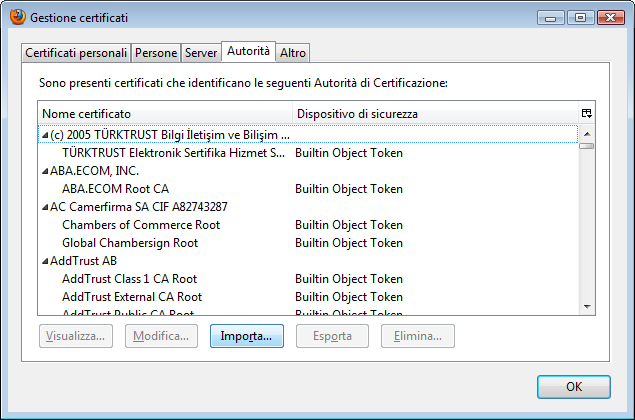 Gestione certificati
Certificati personali Persone Server Autorità Altro
Sono presenti certificati che identificano le seguenti Autorità di Certificazione:
Nome certificato Dispositivo di sicurezza
(c) 2005 TÜRKTRUST Bilgi İletişim ve Bilişim ...
TÜRKTRUST Elektronik Sertifika Hizmet S... Builtin Object Token
ABA.ECOM, INC.
ABA.ECOM Root CA Builtin Object Token
AC Camerfirma SA CIF A82743287
Chambers of Commerce Root Builtin Object Token
Global Chambersign Root Builtin Object Token
AddTrust AB
AddTrust Class 1 CA Root Builtin Object Token
AddTrust External CA Root Builtin Object Token
AddTrust Public CA Root Builtin Object Token
Visualizza... Modifica... Importa... Esporta Elimina...
OK